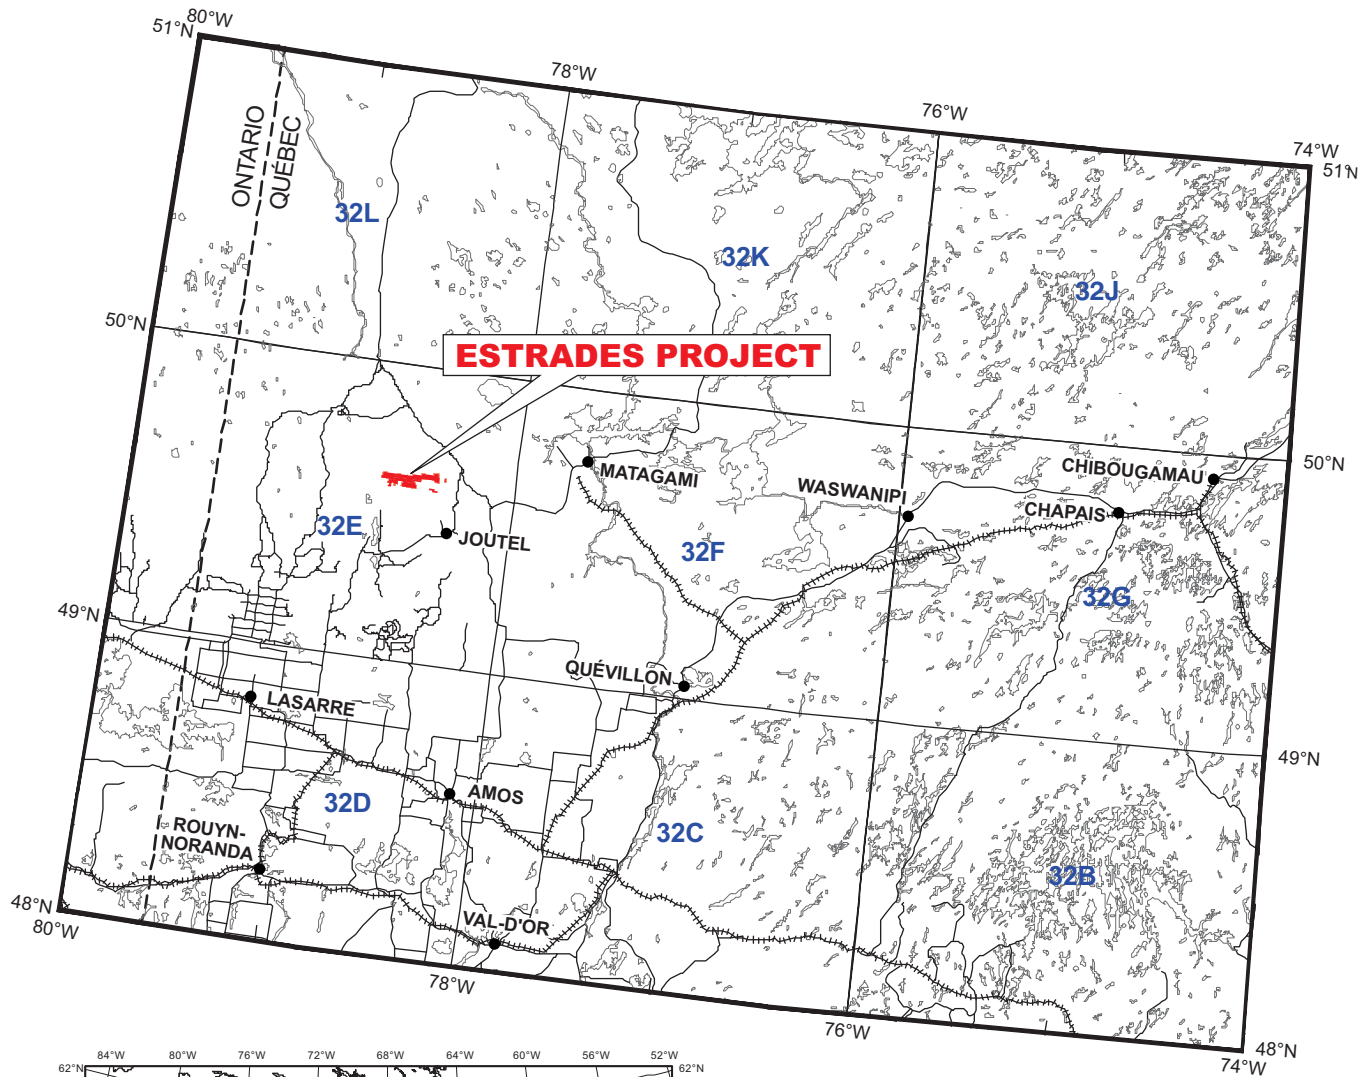 80°W
51°N
78°W
76°W
74°W
51°N
ONTARIO
QUÉBEC
32L
32K
32J
50°N
ESTRADES PROJECT
MATAGAMI
CHIBOUGAMAU
50°N
WASWANIPI
CHAPAIS
32E
JOUTEL
32F
32G
49°N
QUÉVILLON
LASARRE
49°N
AMOS
32D
ROUYN-
NORANDA
32C
32B
VAL-D'OR
48°N
80°W
78°W
76°W
48°N
74°W
84°W 80°W 76°W 72°W 68°W 64°W 60°W 56°W 52°W
62°N 62°N